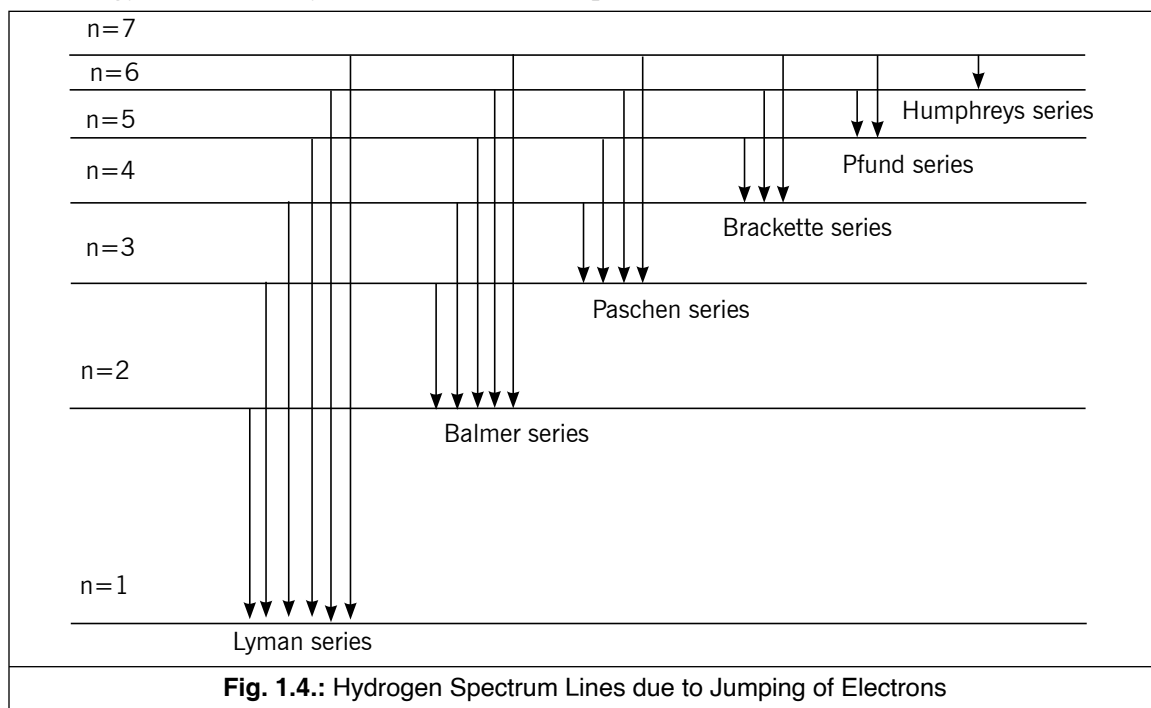 n=7
n=6
Humphreys series
n=5
Pfund series
n=4
Brackette series
n=3
Paschen series
n=2
Balmer series
n=1
Lyman series
Fig. 1.4.: Hydrogen Spectrum Lines due to Jumping of Electrons